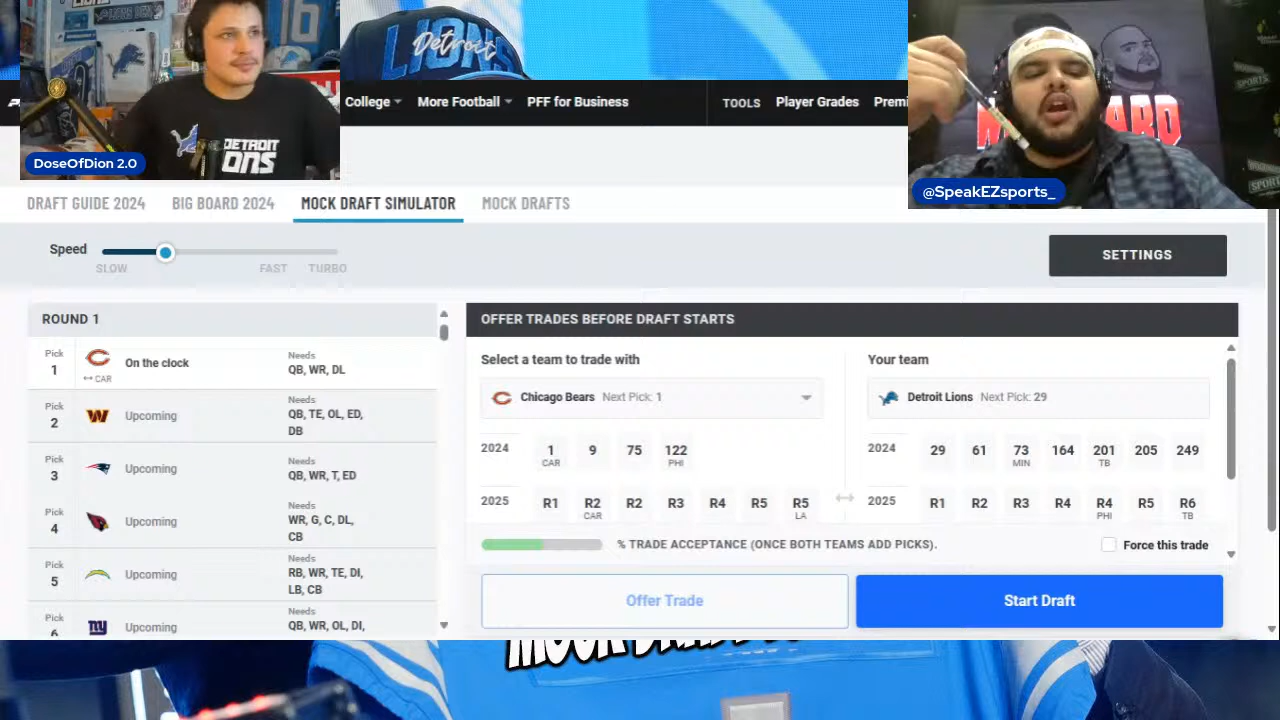 LIONS
Detroit
College
More Football
PFF for Business
TOOLS
Player Grades
DETROIT
DoseOfDion 2.0
@SpeakEZsports_
DRAFT GUIDE 2024
BIG BOARD 2024
MOCK DRAFT SIMULATOR
MOCK DRAFTS
Speed
SLOW
FAST
TURBO
SETTINGS
ROUND 1
Pick
1
↔ CAR
On the clock
Needs
QB, WR, DL
Pick
2
Upcoming
Needs
QB, TE, OL, ED,
DB
Pick
3
Upcoming
Needs
QB, WR, T, ED
Pick
4
Upcoming
Needs
WR, G, C, DL,
CB
Pick
5
Upcoming
Needs
RB, WR, TE, DI,
LB, CB
Pick
6
Upcoming
Needs
QB, WR, OL, DI,
OFFER TRADES BEFORE DRAFT STARTS
Select a team to trade with
Chicago Bears Next Pick: 1
2024 1 9 75 122
CAR PHI
2025 R1 R2 R2 R3 R4 R5 R5
CAR LA
Your team
Detroit Lions Next Pick: 29
2024 29 61 73 164 201 205 249
MIN TB
2025 R1 R2 R3 R4 R4 R5 R6
PHI TB
% TRADE ACCEPTANCE (ONCE BOTH TEAMS ADD PICKS).
Force this trade
Offer Trade
Start Draft